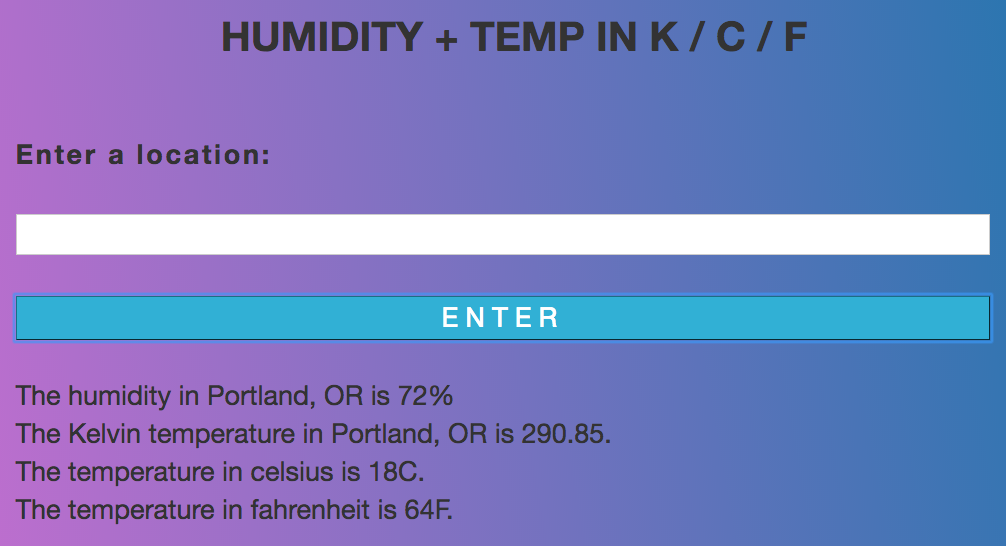 HUMIDITY + TEMP IN K / C / F
Enter a location:
ENTER
The humidity in Portland, OR is 72%
The Kelvin temperature in Portland, OR is 290.85.
The temperature in celsius is 18C.
The temperature in fahrenheit is 64F.